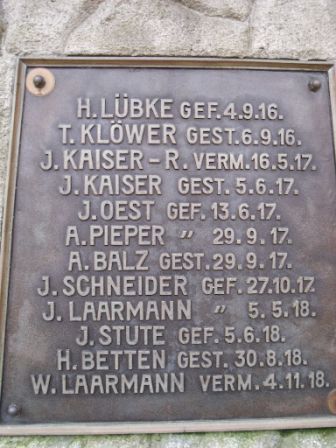 H. LÜBKE GEF. 4.9.16.
T. KLÖWER GEST. 6.9.16.
J. KAISER-R. VERM. 16.5.17.
J. KAISER GEST. 5.6.17.
J. OEST GEF. 13.6.17.
A. PIEPER „ 29.9.17.
A. BALZ GEST. 29.9.17.
J. SCHNEIDER GEF. 27.10.17.
J. LAARMANN „ 5.5.18.
J. STUTE GEF. 5.6.18.
H. BETTEN GEST. 30.8.18.
W. LAARMANN VERM. 4.11.18.